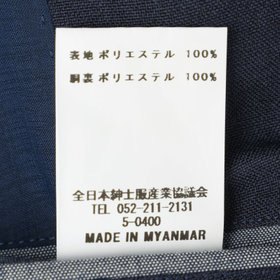 表地 ポリエステル 100%
胴裏 ポリエステル 100%
全日本紳士服産業協議会
TEL 052-211-2131
5-0400
MADE IN MYANMAR